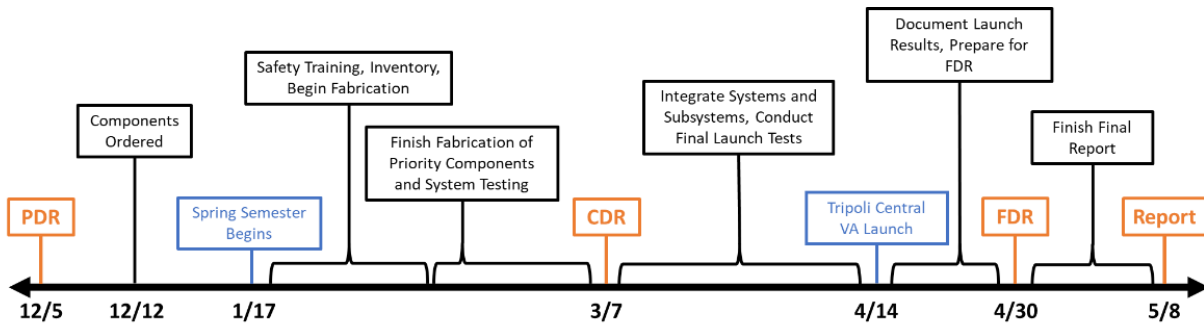 Document Launch
Results, Prepare for
FDR
Safety Training, Inventory,
Begin Fabrication
Integrate Systems and
Subsystems, Conduct
Final Launch Tests
Components
Ordered
Finish Fabrication of
Priority Components
and System Testing
Finish Final
Report
PDR
Spring Semester
Begins
CDR
Tripoli Central
VA Launch
FDR
Report
12/5
12/12
1/17
3/7
4/14
4/30
5/8